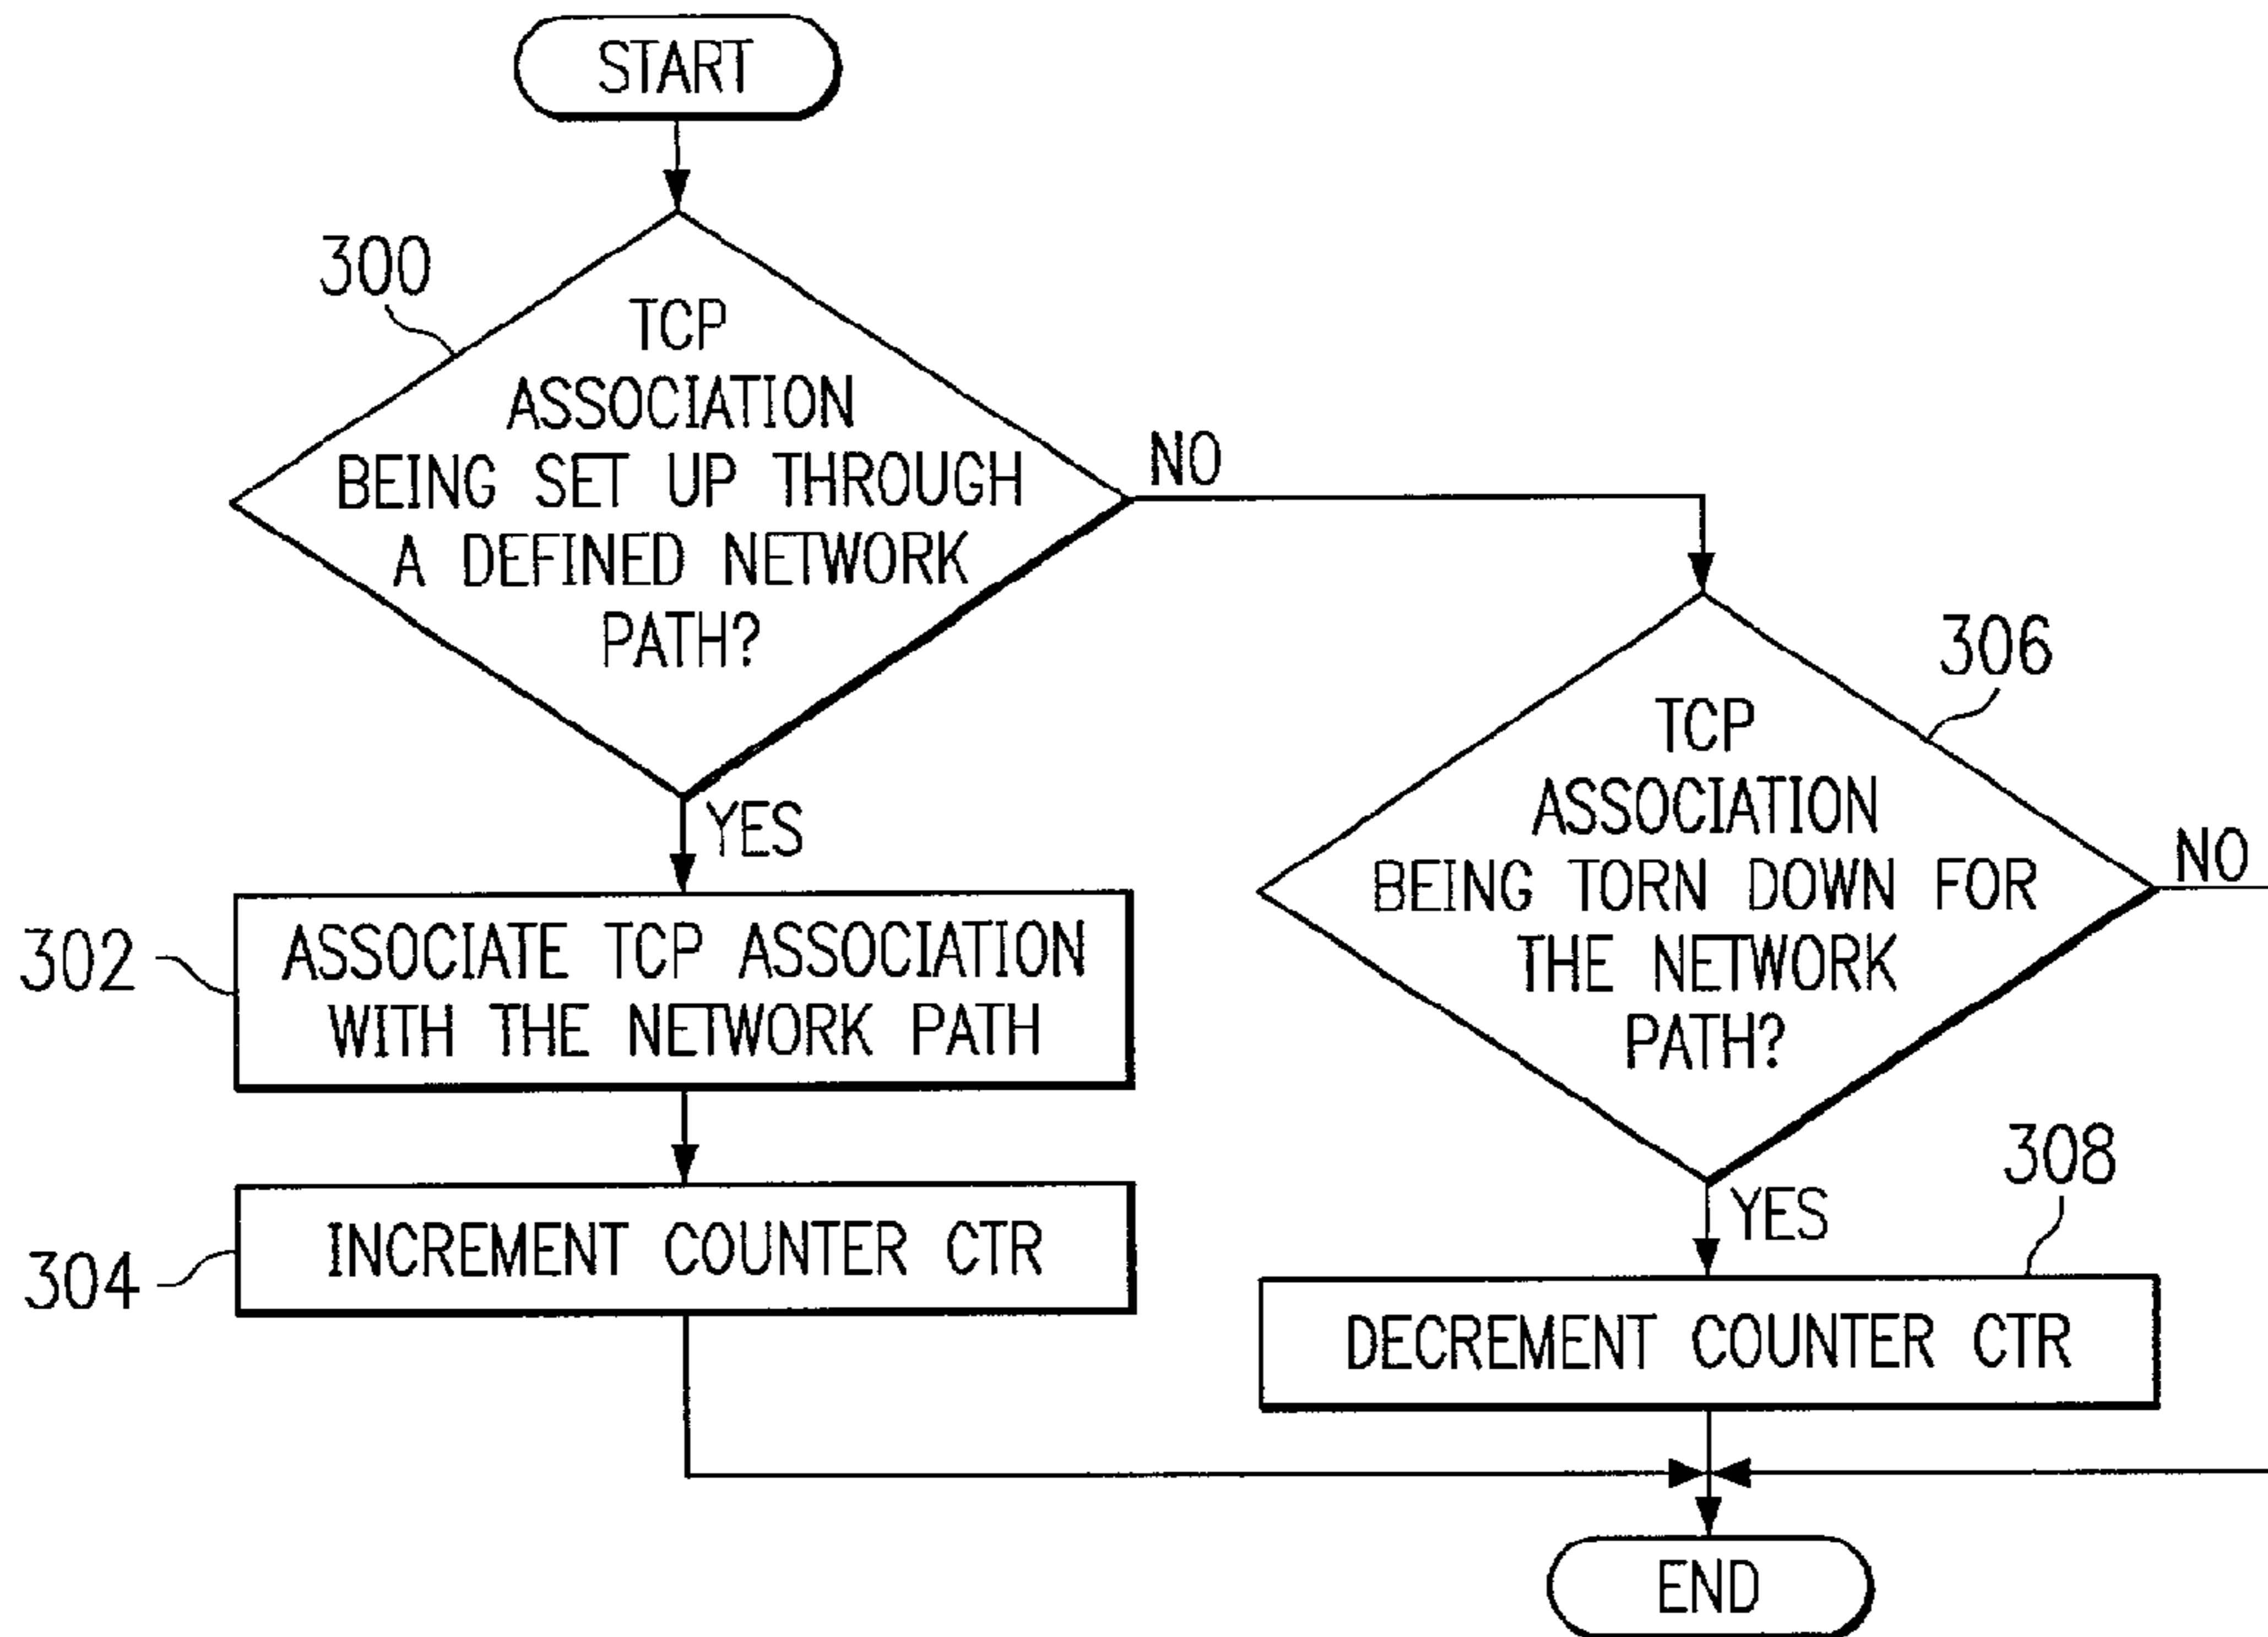 START
300
TCP
ASSOCIATION
BEING SET UP THROUGH
A DEFINED NETWORK
PATH?
NO
YES
302
ASSOCIATE TCP ASSOCIATION
WITH THE NETWORK PATH
304
INCREMENT COUNTER CTR
306
TCP
ASSOCIATION
BEING TORN DOWN FOR
THE NETWORK
PATH?
NO
YES
308
DECREMENT COUNTER CTR
END